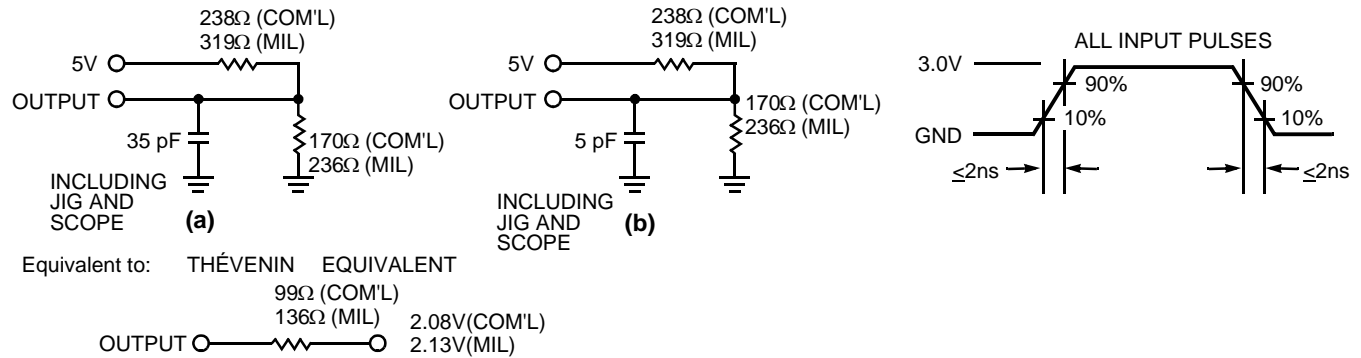 238Ω (COM'L)
319Ω (MIL)
5V
OUTPUT
35 pF
170Ω (COM'L)
236Ω (MIL)
INCLUDING
JIG AND
SCOPE
(a)
238Ω (COM'L)
319Ω (MIL)
5V
OUTPUT
5 pF
170Ω (COM'L)
236Ω (MIL)
INCLUDING
JIG AND
SCOPE
(b)
ALL INPUT PULSES
3.0V
90%
10%
GND
90%
10%
≤2ns
≤2ns
Equivalent to: THÉVENIN EQUIVALENT
99Ω (COM'L)
136Ω (MIL)
OUTPUT
2.08V(COM'L)
2.13V(MIL)